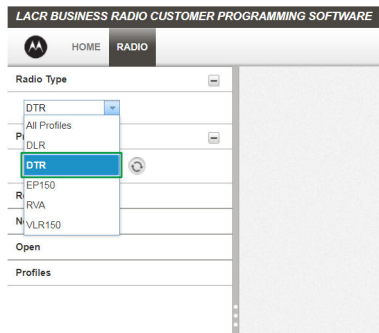 LACR BUSINESS RADIO CUSTOMER PROGRAMMING SOFTWARE
HOME RADIO
Radio Type
DTR
All Profiles
DLR
DTR
EP150
RVA
VLR150
Open
Profiles